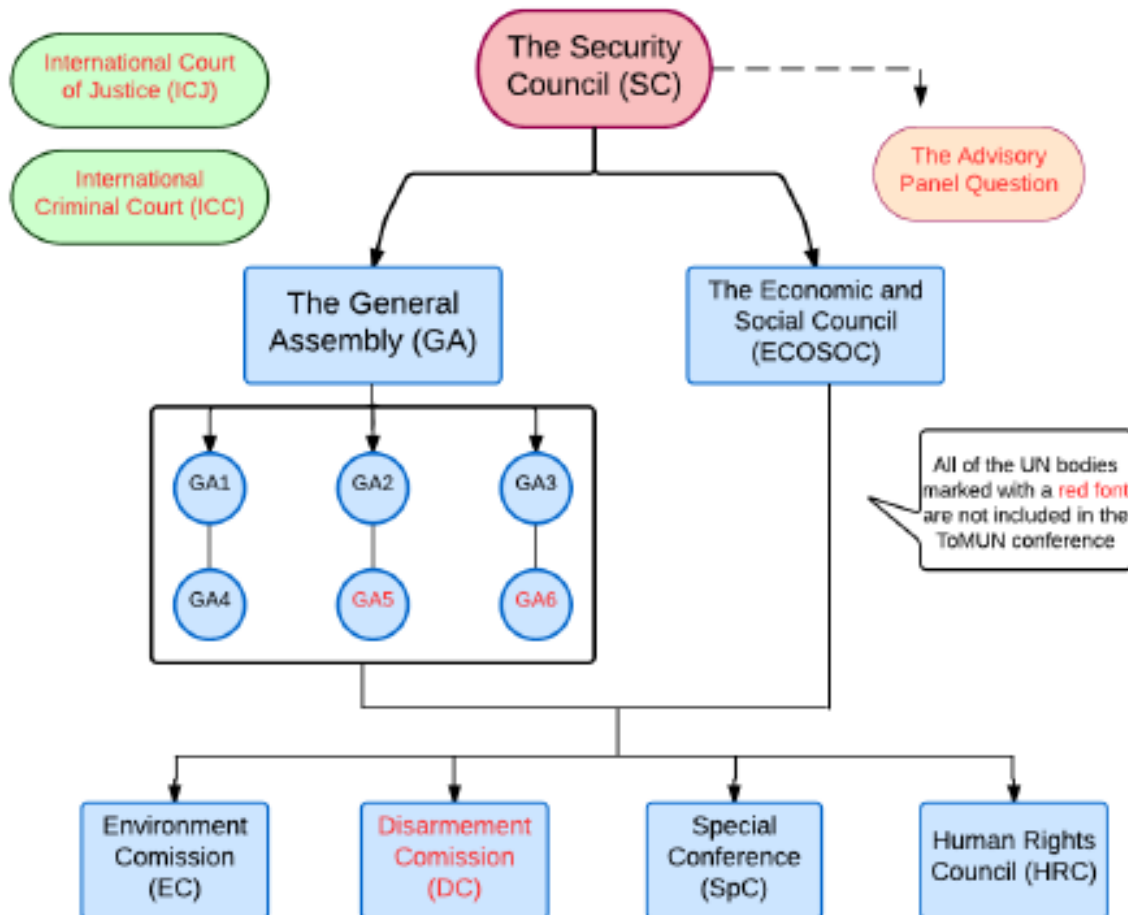 International Court
of Justice (ICJ)
The Security
Council (SC)
International
Criminal Court (ICC)
The Advisory
Panel Question
The General
Assembly (GA)
The Economic and
Social Council
(ECOSOC)
GA1
GA2
GA3
GA4
GA5
GA6
All of the UN bodies
marked with a red font
are not included in the
ToMUN conference
Environment
Comission
(EC)
Disarmement
Comission
(DC)
Special
Conference
(SpC)
Human Rights
Council (HRC)